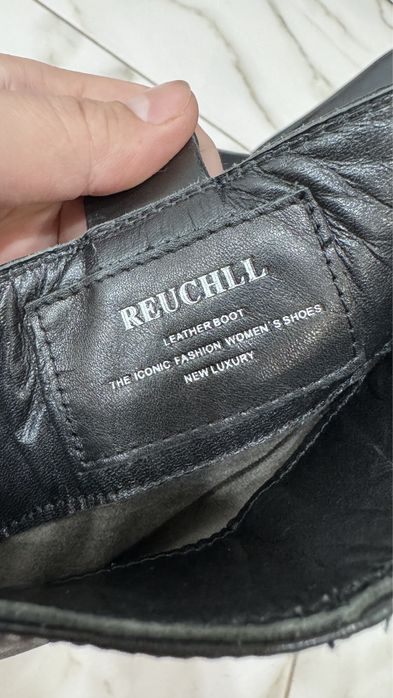 REUCHLL
LEATHER BOOT
THE ICONIC FASHION WOMEN'S SHOES
NEW LUXURY